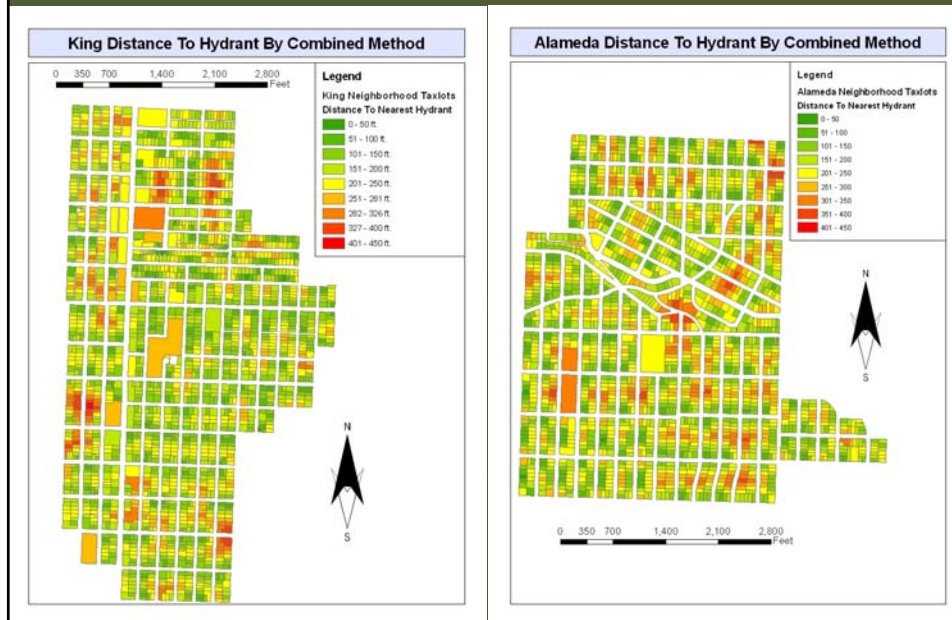 King Distance To Hydrant By Combined Method
0 350 700 1,400 2,100 2,800
Feet
Legend
King Neighborhood Taxlots
Distance To Nearest Hydrant
0 - 50 ft.
51 - 100 ft.
101 - 150 ft.
151 - 200 ft.
201 - 250 ft.
251 - 281 ft.
282 - 326 ft.
327 - 400 ft.
401 - 450 ft.
N
S
Alameda Distance To Hydrant By Combined Method
Legend
Alameda Neighborhood Taxlots
Distance To Nearest Hydrant
0 - 50
51 - 100
101 - 150
151 - 200
201 - 250
251 - 300
301 - 350
351 - 400
401 - 450
N
S
0 350 700 1,400 2,100 2,800
Feet